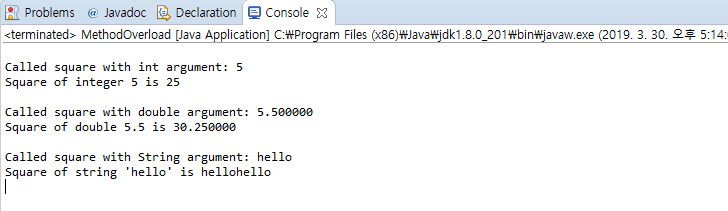 Problems @ Javadoc Declaration Console
<terminated> MethodOverload [Java Application] C:₩Program Files (x86)₩Java₩jdk1.8.0_201₩bin₩javaw.exe (2019. 3. 30. 오후 5:14:
Called square with int argument: 5
Square of integer 5 is 25
Called square with double argument: 5.500000
Square of double 5.5 is 30.250000
Called square with String argument: hello
Square of string 'hello' is hellohello